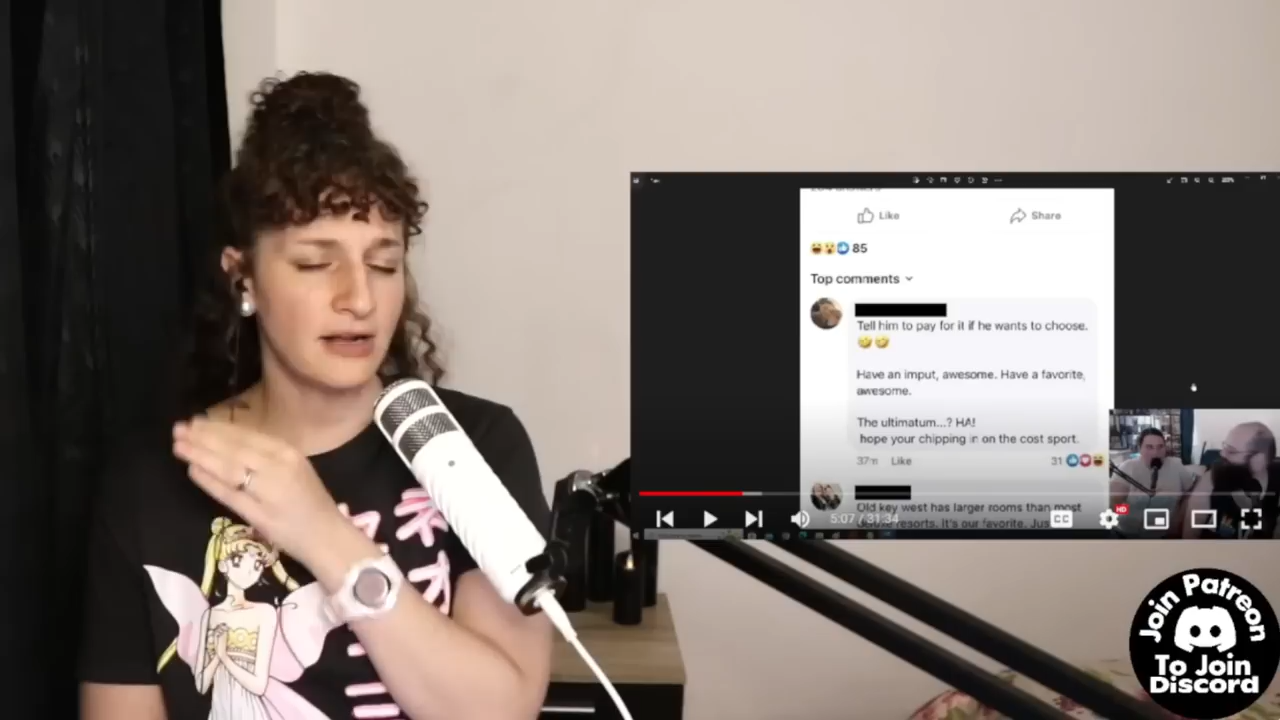 Like
Share
85
Top comments
Tell him to pay for it if he wants to choose.
Have an imput, awesome. Have a favorite,
awesome.
The ultimatum...? HA!
hope your chipping in on the cost sport.
37m Like
31
Old key west has larger rooms than most
resorts. It's our favorite.
5:07 / 31:34
CC
HD
Join Patreon
To Join
Discord
ネ